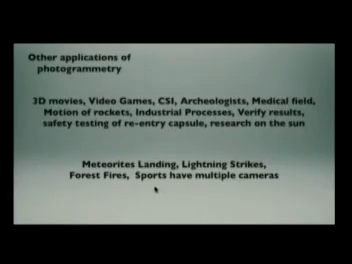 Other applications of
photogrammetry
3D movies, Video Games, CSI, Archeologists, Medical field,
Motion of rockets, Industrial Processes, Verify results,
safety testing of re-entry capsule, research on the sun
Meteorites Landing, Lightning Strikes,
Forest Fires, Sports have multiple cameras